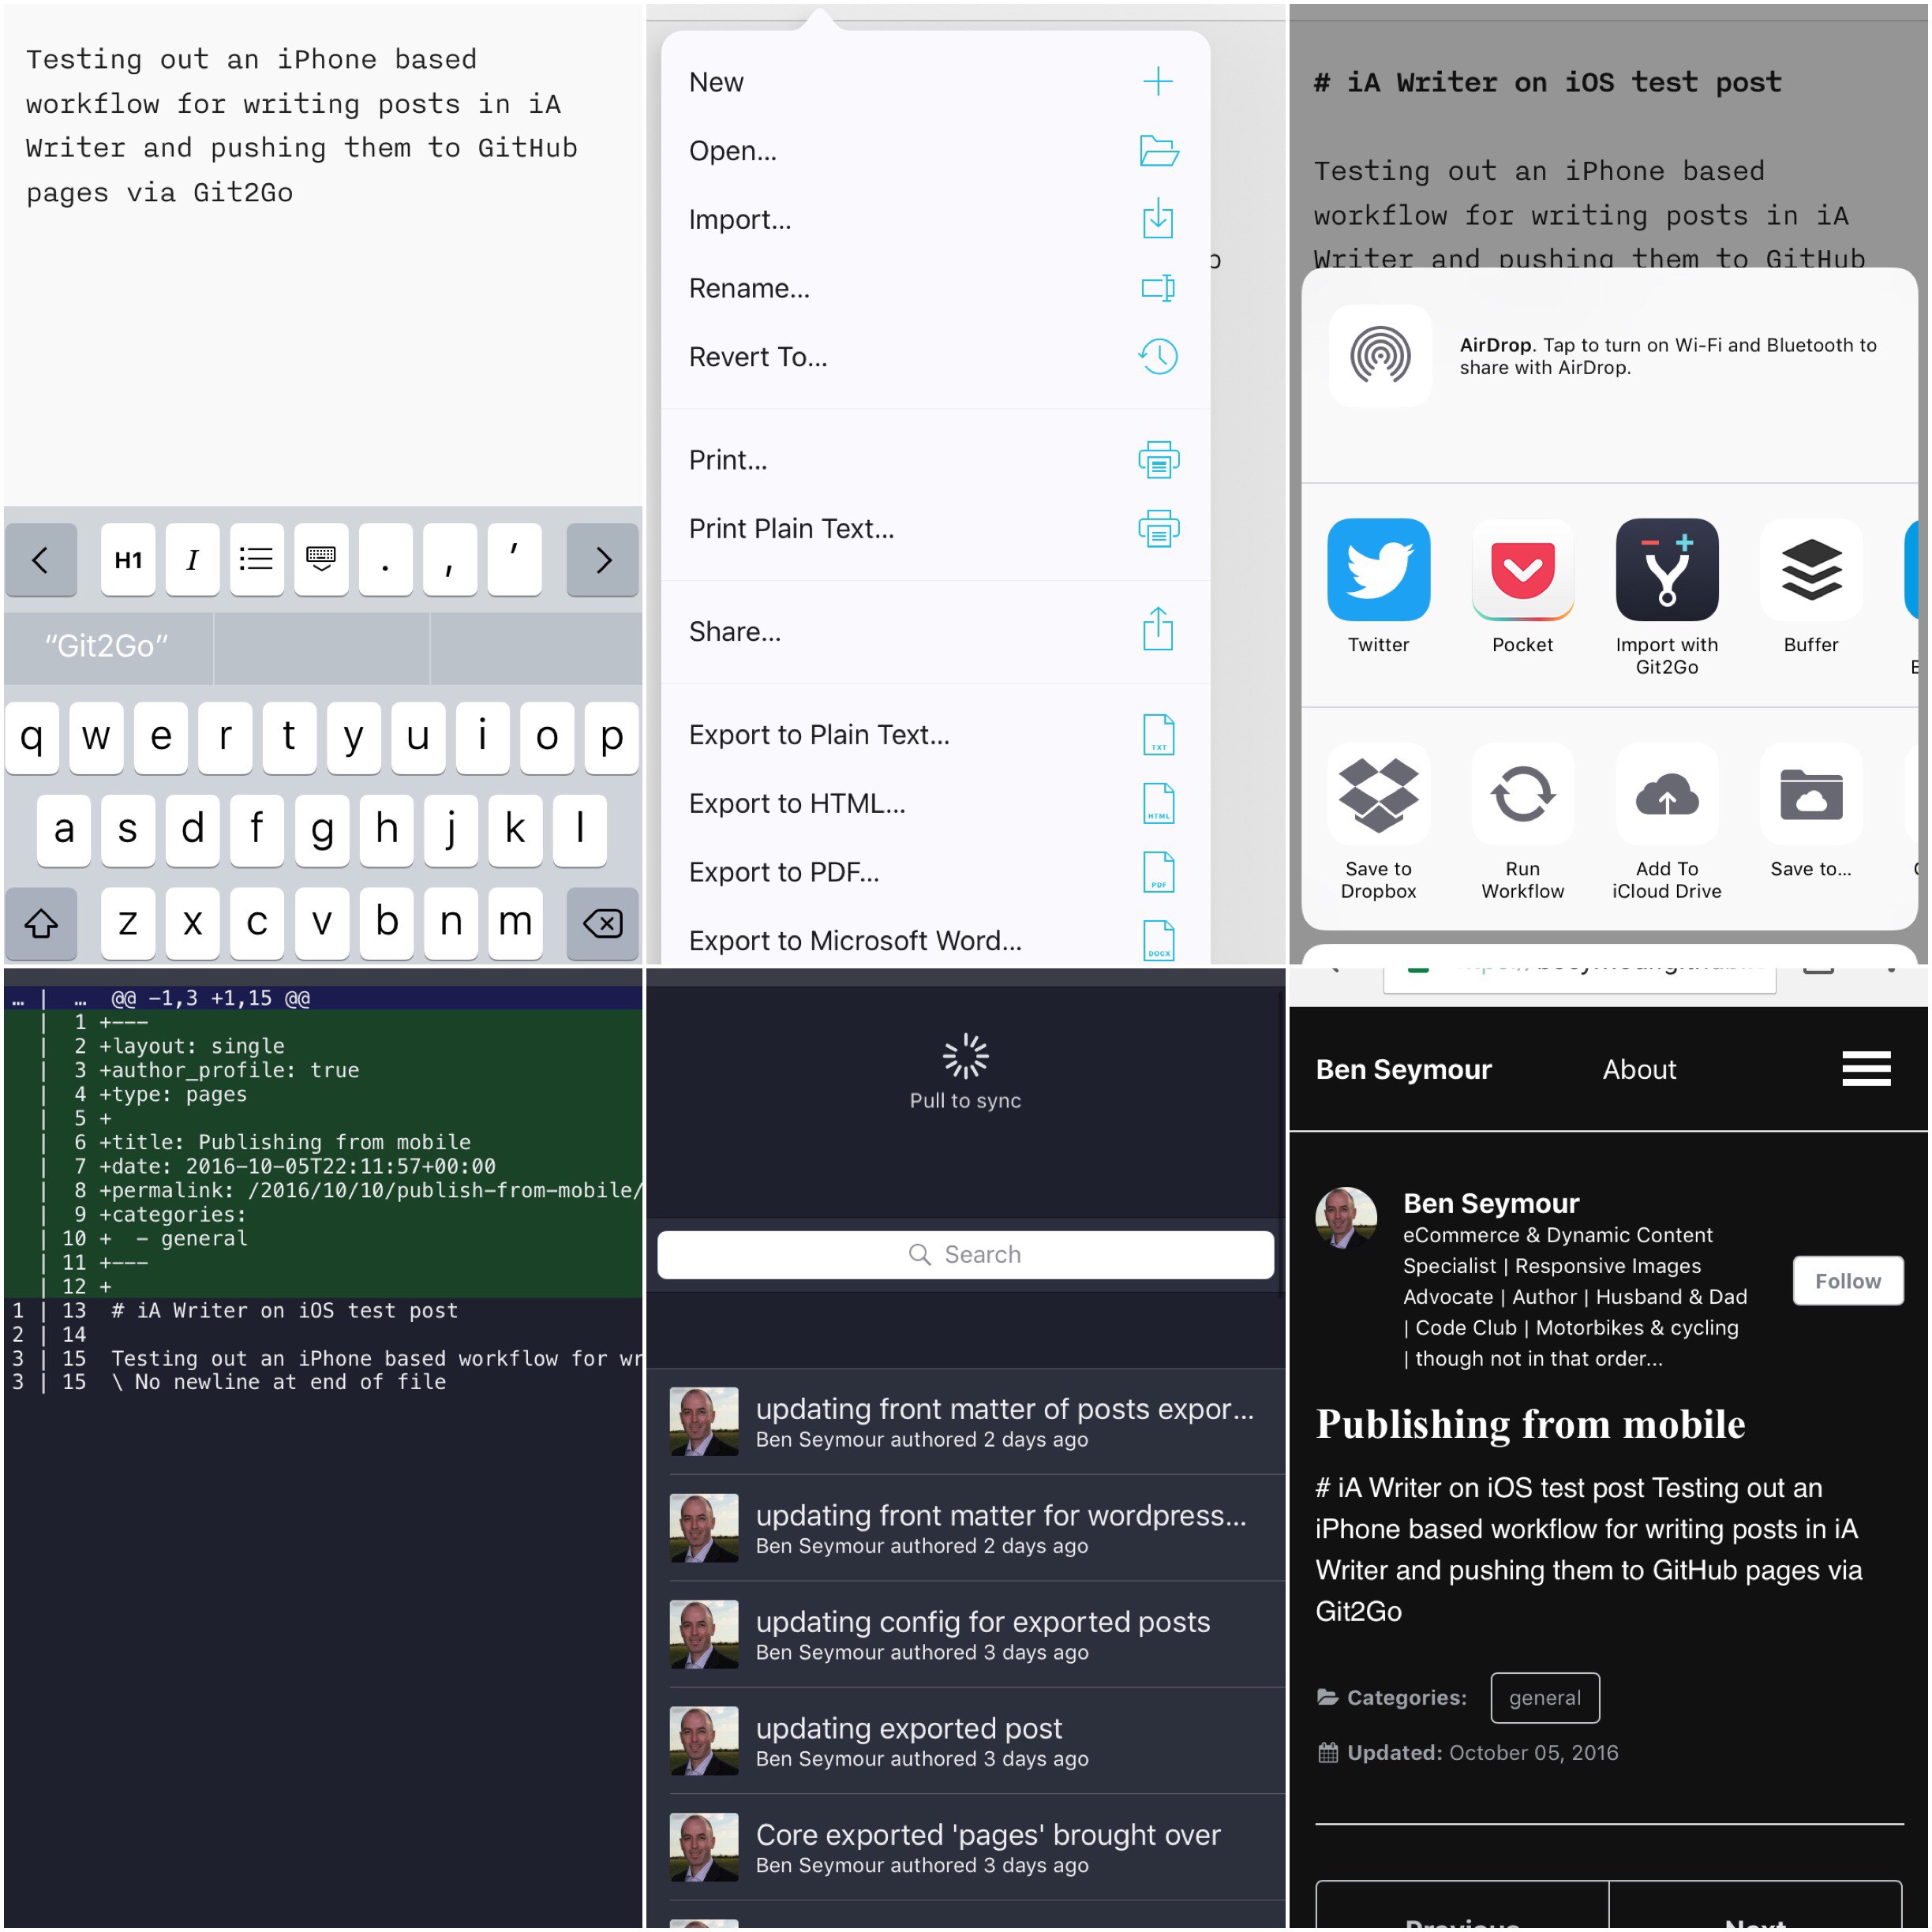 Testing out an iPhone based
workflow for writing posts in iA
Writer and pushing them to GitHub
pages via Git2Go
H1
I
.
,
’
“Git2Go”
q w e r t y u i o p
a s d f g h j k l
z x c v b n m
New
Open...
Import...
Rename...
Revert To...
Print...
Print Plain Text...
Share...
Export to Plain Text...
TXT
Export to HTML...
HTML
Export to PDF...
PDF
Export to Microsoft Word...
DOCX
# iA Writer on iOS test post
Testing out an iPhone based
workflow for writing posts in iA
Writer and pushing them to GitHub
AirDrop. Tap to turn on Wi-Fi and Bluetooth to
share with AirDrop.
Twitter
Pocket
Import with
Git2Go
Buffer
Save to
Dropbox
Run
Workflow
Add To
iCloud Drive
Save to...
... | ... @@ -1,3 +1,15 @@
| 1 +---
| 2 +layout: single
| 3 +author_profile: true
| 4 +type: pages
| 5 +
| 6 +title: Publishing from mobile
| 7 +date: 2016-10-05T22:11:57+00:00
| 8 +permalink: /2016/10/10/publish-from-mobile/
| 9 +categories:
| 10 +  - general
| 11 +---
| 12 +
1 | 13 # iA Writer on iOS test post
2 | 14
3 | 15 Testing out an iPhone based workflow for wr
3 | 15 \ No newline at end of file
Pull to sync
Search
updating front matter of posts expor...
Ben Seymour authored 2 days ago
updating front matter for wordpress...
Ben Seymour authored 2 days ago
updating config for exported posts
Ben Seymour authored 3 days ago
updating exported post
Ben Seymour authored 3 days ago
Core exported 'pages' brought over
Ben Seymour authored 3 days ago
Ben Seymour
About
Ben Seymour
eCommerce & Dynamic Content
Specialist | Responsive Images
Advocate | Author | Husband & Dad
| Code Club | Motorbikes & cycling
| though not in that order...
Follow
Publishing from mobile
# iA Writer on iOS test post Testing out an
iPhone based workflow for writing posts in iA
Writer and pushing them to GitHub pages via
Git2Go
Categories: general
Updated: October 05, 2016
Previous
Next